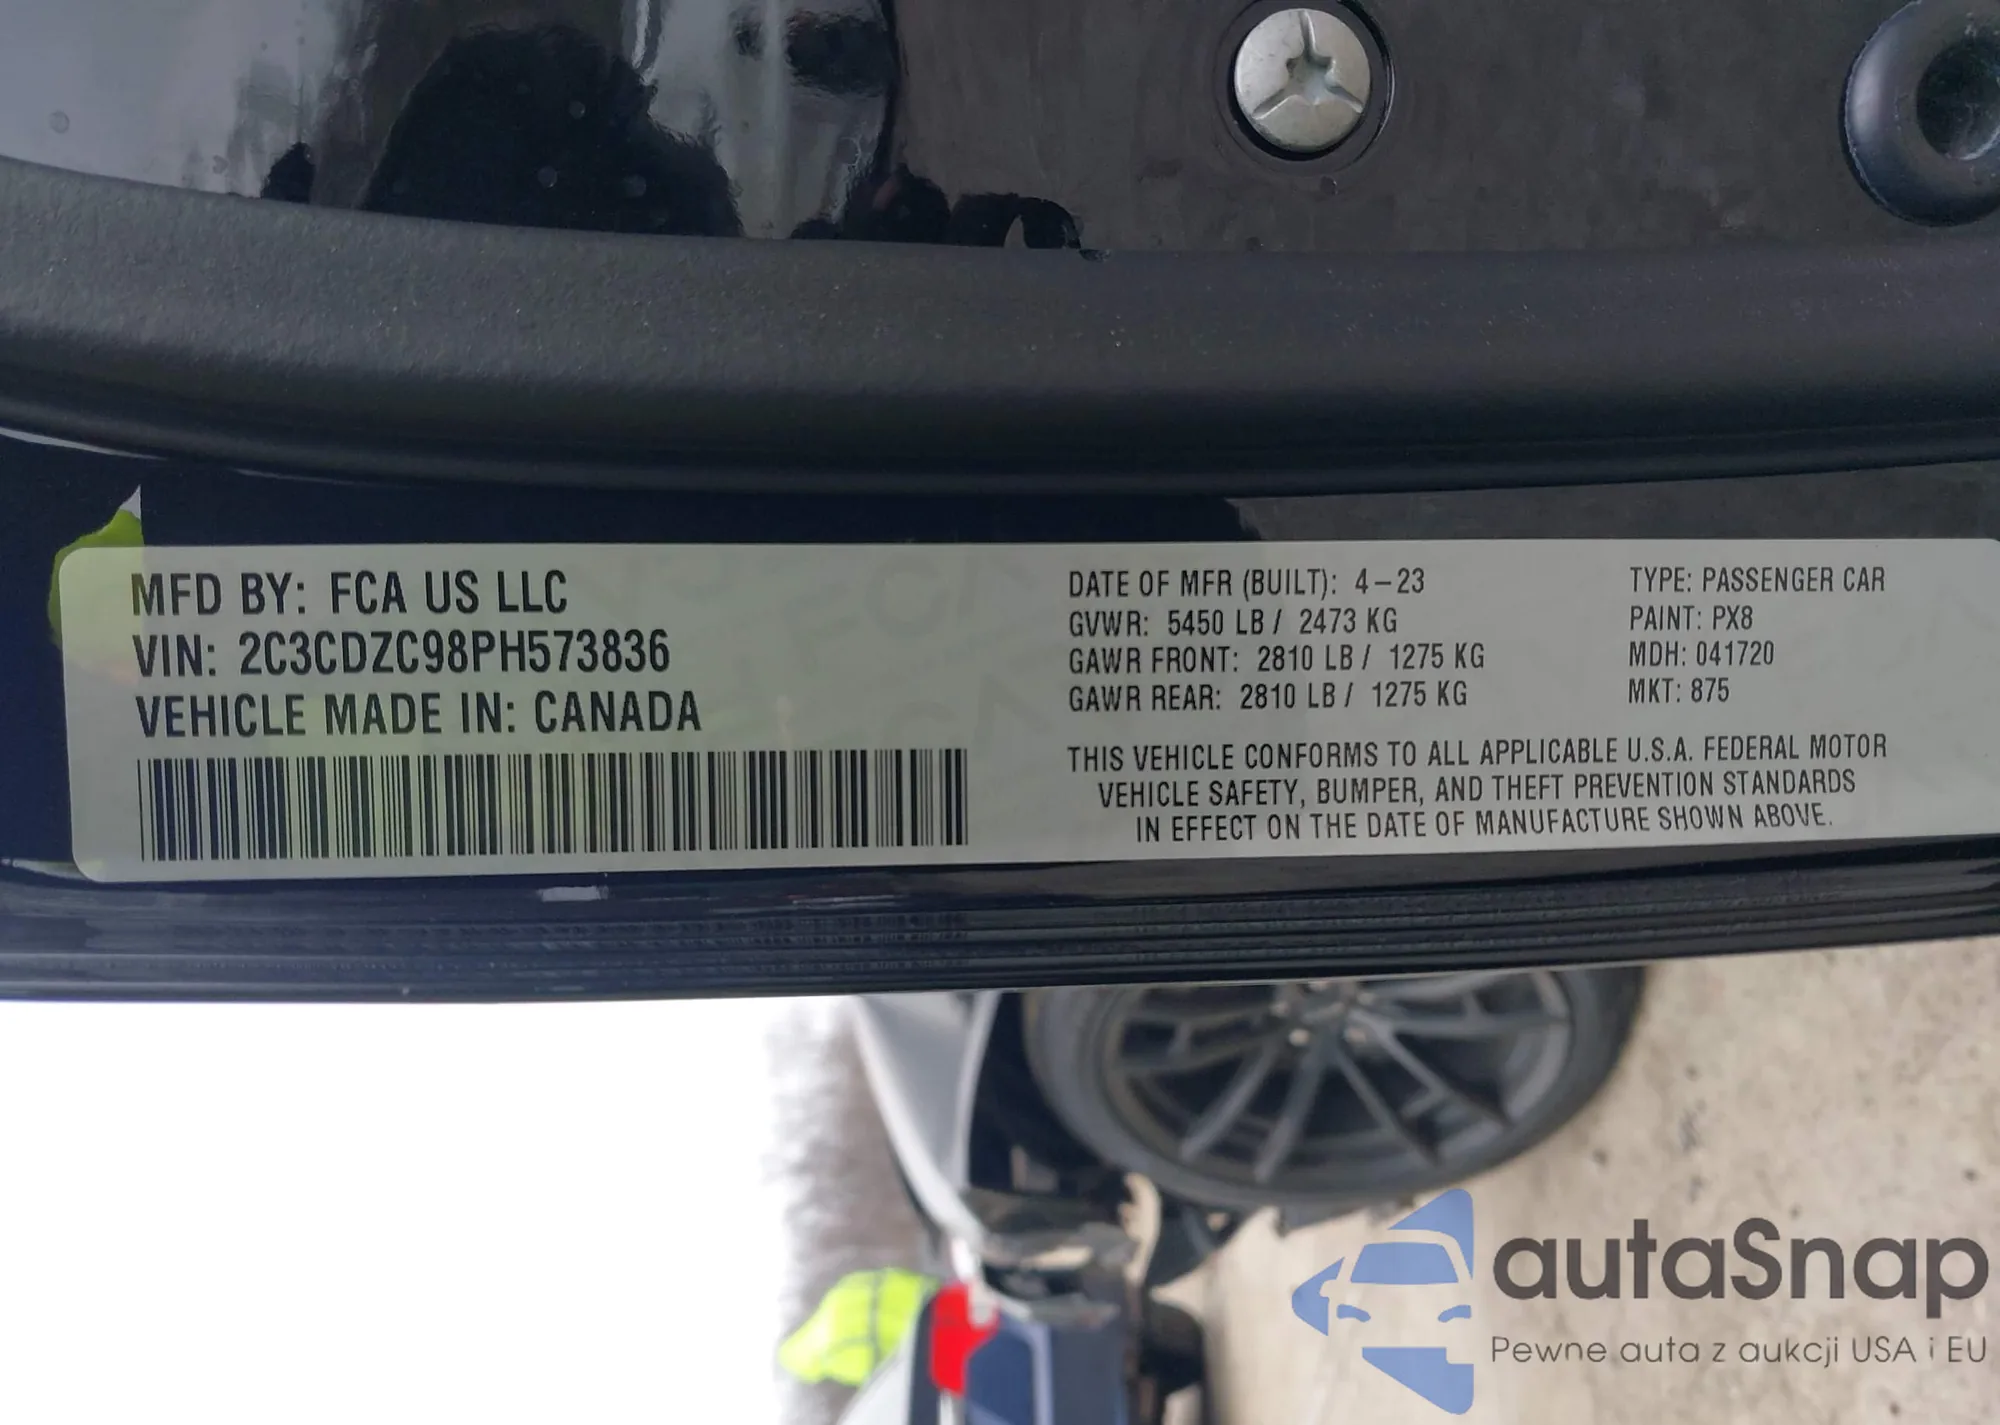 MFD BY: FCA US LLC
VIN: 2C3CDZC98PH573836
VEHICLE MADE IN: CANADA
DATE OF MFR (BUILT): 4-23
GVWR: 5450 LB / 2473 KG
GAWR FRONT: 2810 LB / 1275 KG
GAWR REAR: 2810 LB / 1275 KG
TYPE: PASSENGER CAR
PAINT: PX8
MDH: 041720
MKT: 875
THIS VEHICLE CONFORMS TO ALL APPLICABLE U.S.A. FEDERAL MOTOR
VEHICLE SAFETY, BUMPER, AND THEFT PREVENTION STANDARDS
IN EFFECT ON THE DATE OF MANUFACTURE SHOWN ABOVE.
autaSnap
Pewne auta z aukcji USA i EU